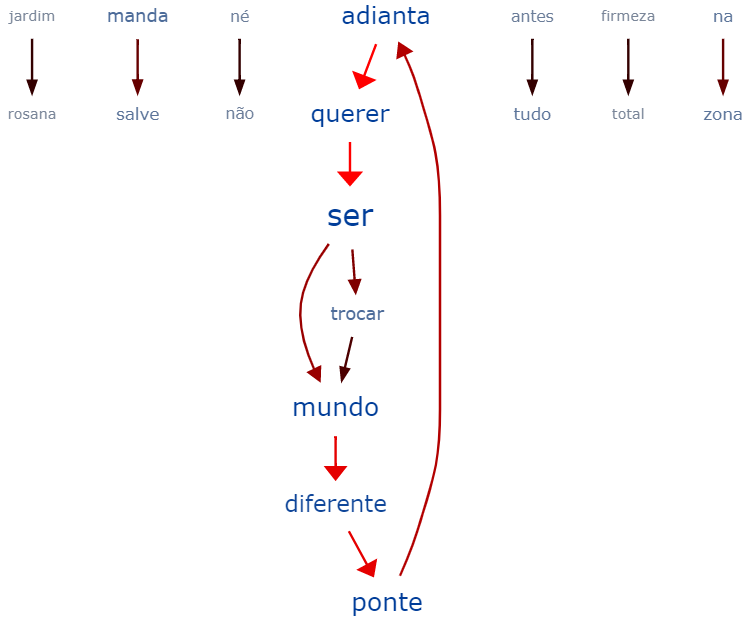 jardim manda né adianta antes firmeza na
rosana salve não querer tudo total zona
ser
trocar
mundo
diferente
ponte